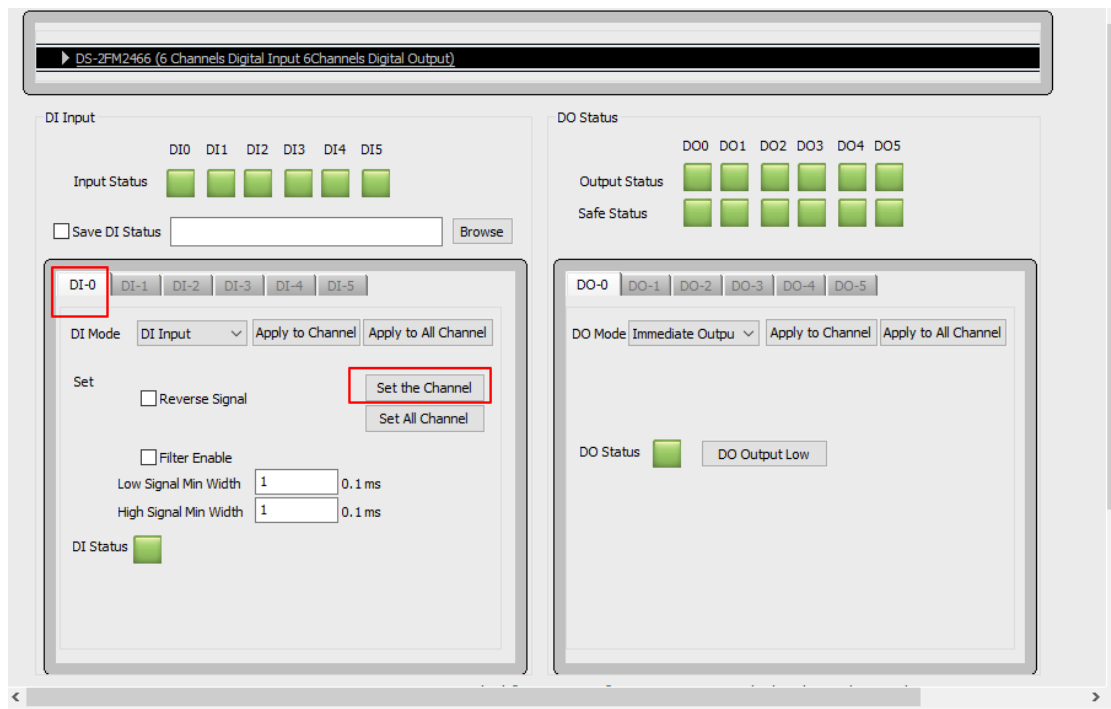 DS-2FM2466 (6 Channels Digital Input 6Channels Digital Output)
DI Input
DI0 DI1 DI2 DI3 DI4 DI5
Input Status
Save DI Status Browse
DI-0 DI-1 DI-2 DI-3 DI-4 DI-5
DI Mode DI Input Apply to Channel Apply to All Channel
Set Set the Channel
Reverse Signal
Set All Channel
Filter Enable
Low Signal Min Width 1 0.1 ms
High Signal Min Width 1 0.1 ms
DI Status
DO Status
DO0 DO1 DO2 DO3 DO4 DO5
Output Status
Safe Status
DO-0 DO-1 DO-2 DO-3 DO-4 DO-5
DO Mode Immediate Outpu Apply to Channel Apply to All Channel
DO Status DO Output Low